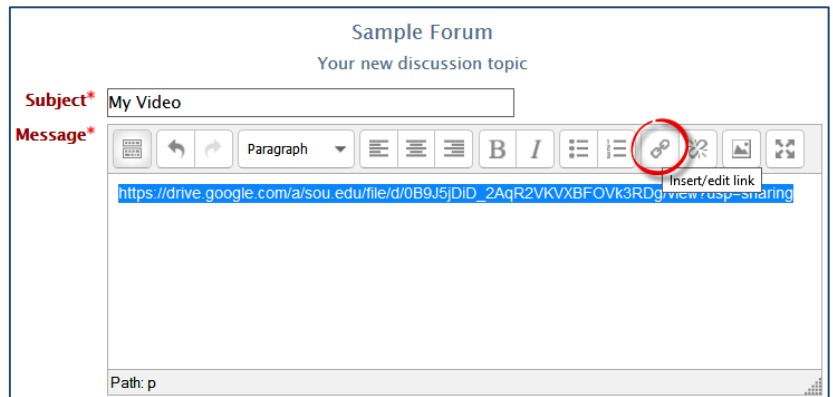 Sample Forum
Your new discussion topic
Subject* My Video
Message*
Paragraph B I
Insert/edit link
https://drive.google.com/a/sou.edu/file/d/0B9J5jDiD_2AqR2VKVXBFOVk3RDg/view?usp=sharing
Path: p